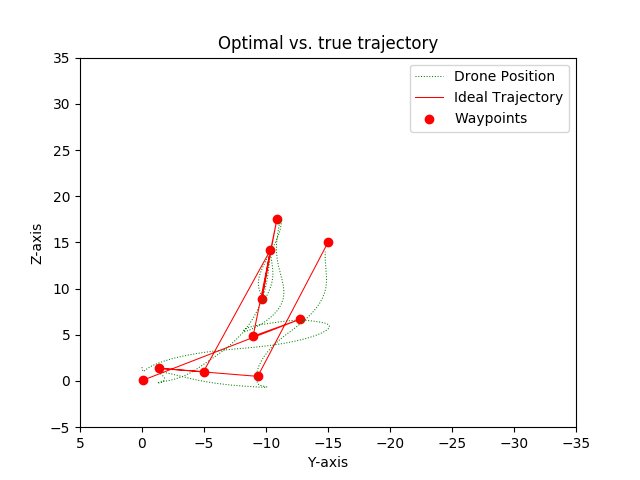 Optimal vs. true trajectory
Drone Position
Ideal Trajectory
Waypoints
35
30
25
20
15
10
5
0
−5
Z-axis
5 0 −5 −10 −15 −20 −25 −30 −35
Y-axis